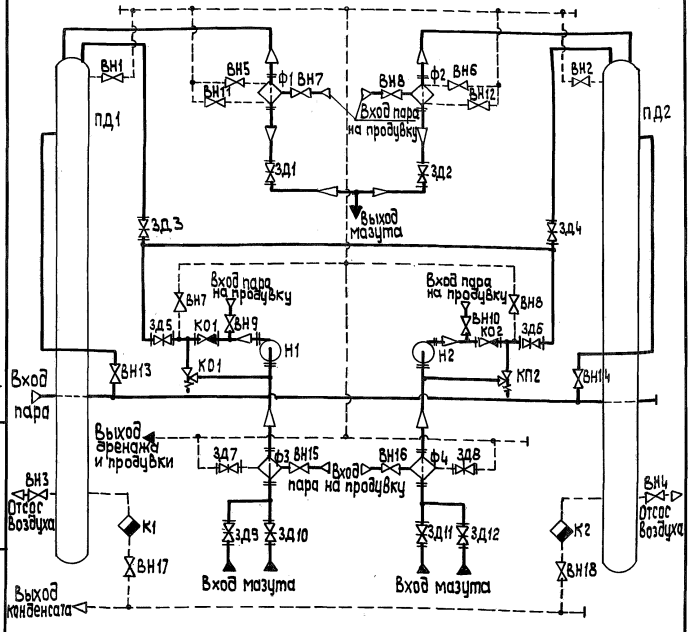 ВН1
ВН5
ВН11
Ф1
ВН7
ВН8
Ф2
ВН6
ВН12
ВН2
Вход пара
на продувку
ПД1
ПД2
ЗД1
ЗД2
Выход
мазута
ЗД3
ЗД4
Вход пара
на продувку
Вход пара
на продувку
ВН7
ВН8
ЗД5
КО1
ВН9
ВН10
КО2
ЗД6
Н1
Н2
КО1
КП2
ВН13
ВН14
Вход
пара
Выход
дренажа
и продувки
ЗД7
Ф3
ВН15
Вход
пара на продувку
ВН16
Ф4
ЗД8
ВН3
Отсос
воздуха
ВН4
Отсос
воздуха
К1
К2
ЗД9
ЗД10
ЗД11
ЗД12
ВН17
ВН18
Вход мазута
Вход мазута
Выход
конденсата